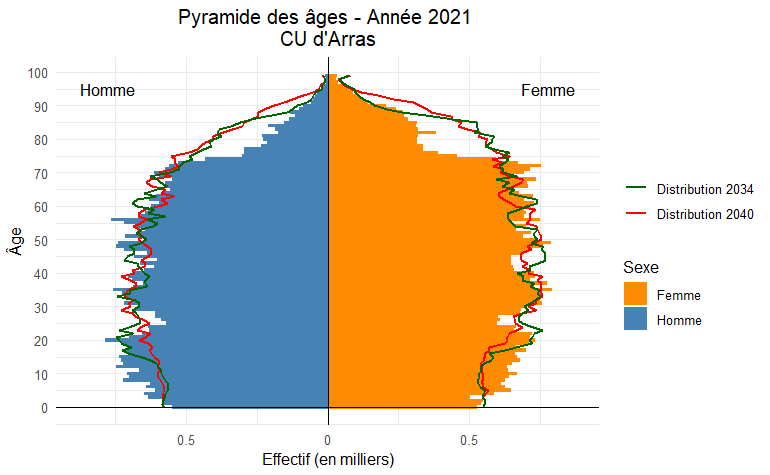 Pyramide des âges - Année 2021
CU d'Arras
Homme
Femme
100
90
80
70
60
50
40
30
20
10
0
Âge
0.5
0
0.5
Effectif (en milliers)
Distribution 2034
Distribution 2040
Sexe
Femme
Homme